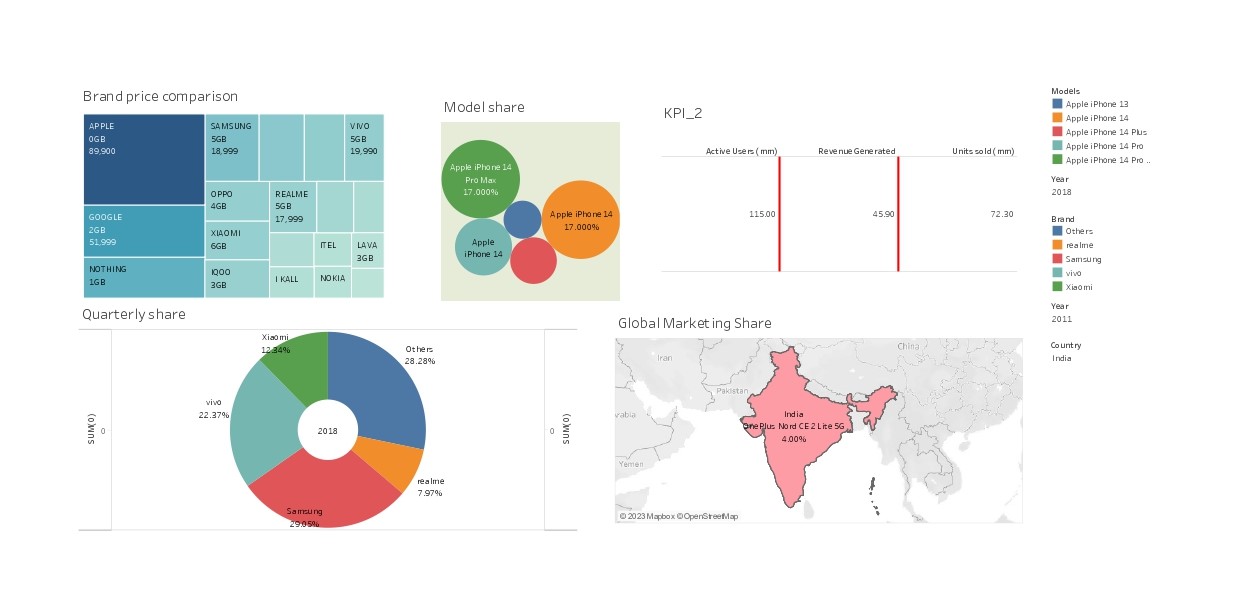 Brand price comparison
APPLE
0GB
89,900
SAMSUNG
5GB
18,999
VIVO
5GB
19,990
GOOGLE
2GB
51,999
NOTHING
1GB
OPPO
4GB
XIAOMI
6GB
IQOO
3GB
REALME
5GB
17,999
I KALL
ITEL
NOKIA
LAVA
3GB
Model share
Apple iPhone 14
Pro Max
17.000%
Apple iPhone 14
17.000%
Apple
iPhone 14
KPI_2
Active Users ( mm)
Revenue Generated
Units sold ( mm)
115.00
45.90
72.30
Models
Apple iPhone 13
Apple iPhone 14
Apple iPhone 14 Plus
Apple iPhone 14 Pro
Apple iPhone 14 Pro ..
Year
2018
Brand
Others
realme
Samsung
vivo
Xiaomi
Year
2011
Country
India
Quarterly share
SUM(0)
0
Xiaomi
12.34%
Others
28.28%
vivo
22.37%
2018
realme
7.97%
Samsung
29.05%
0
SUM(0)
Global Marketing Share
Iran
China
Pakistan
India
OnePlus Nord CE 2 Lite 5G
4.00%
Yemen
© 2023 Mapbox © OpenStreetMap